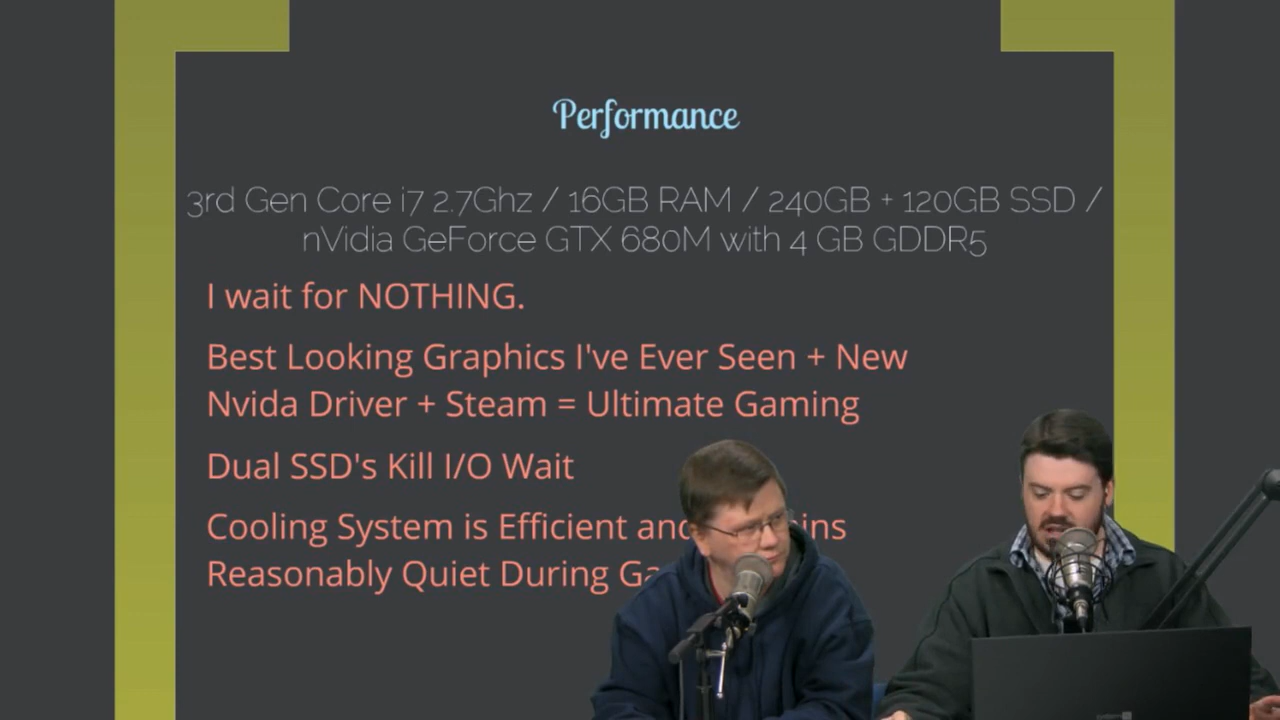 Performance
3rd Gen Core i7 2.7Ghz / 16GB RAM / 240GB + 120GB SSD /
nVidia GeForce GTX 680M with 4 GB GDDR5
I wait for NOTHING.
Best Looking Graphics I've Ever Seen + New
Nvida Driver + Steam = Ultimate Gaming
Dual SSD's Kill I/O Wait
Cooling System is Efficient and
Reasonably Quiet During